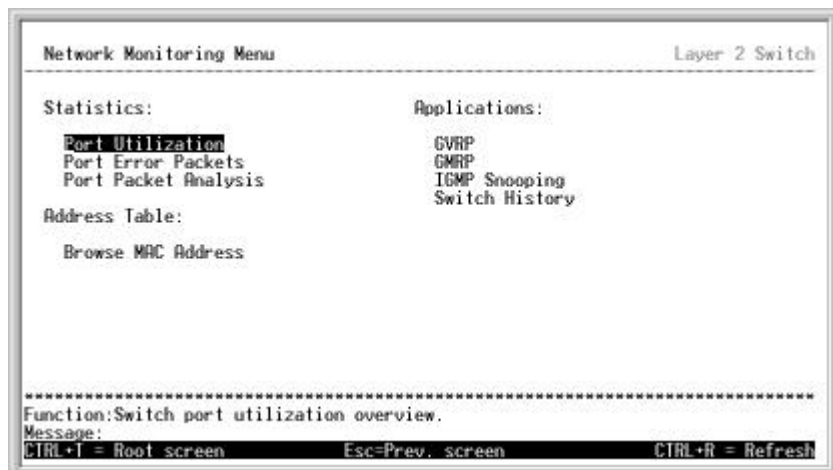 Network Monitoring Menu Layer 2 Switch
Statistics: Applications:
Port Utilization GVRP
Port Error Packets GMRP
Port Packet Analysis IGMP Snooping
Switch History
Address Table:
Browse MAC Address
Function:Switch port utilization overview.
Message:
CTRL+T = Root screen Esc=Prev. screen CTRL+R = Refresh